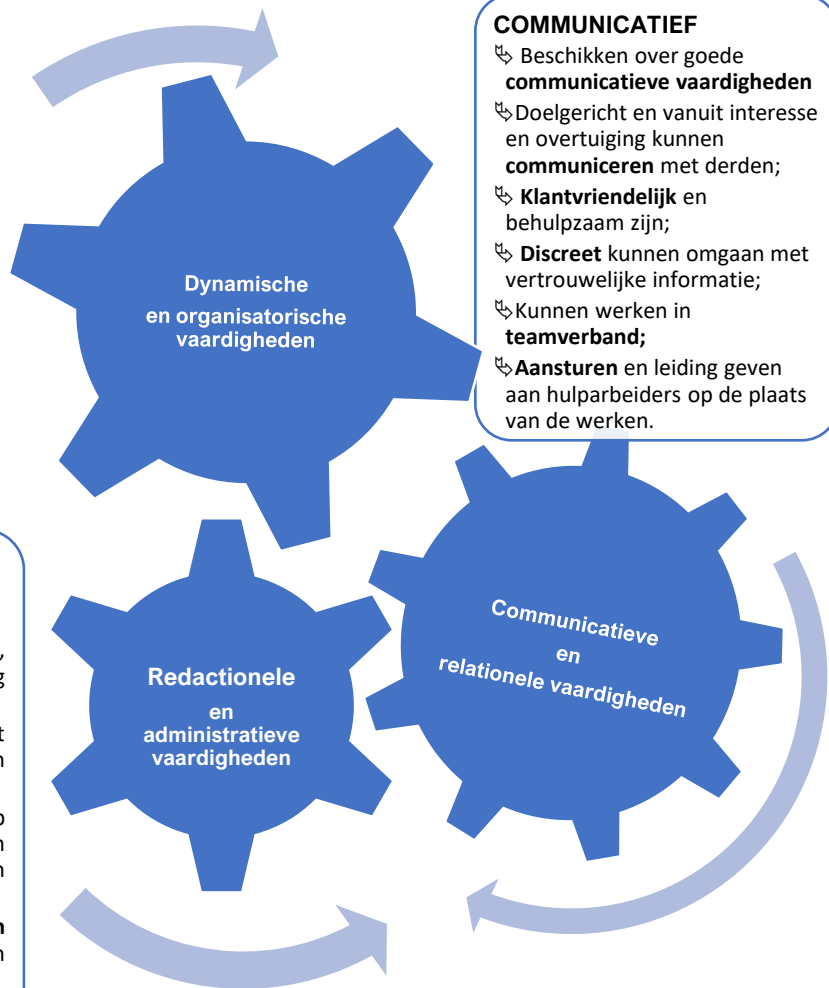 COMMUNICATIEF
⮱ Beschikken over goede
communicatieve vaardigheden
⮱Doelgericht en vanuit interesse
en overtuiging kunnen
communiceren met derden;
⮱ Klantvriendelijk en
behulpzaam zijn;
⮱ Discreet kunnen omgaan met
vertrouwelijke informatie;
⮱Kunnen werken in
teamverband;
⮱Aansturen en leiding geven
aan hulparbeiders op de plaats
van de werken.
Dynamische
en organisatorische
vaardigheden
Communicatieve
en
relationele vaardigheden
Redactionele
en
administratieve
vaardigheden